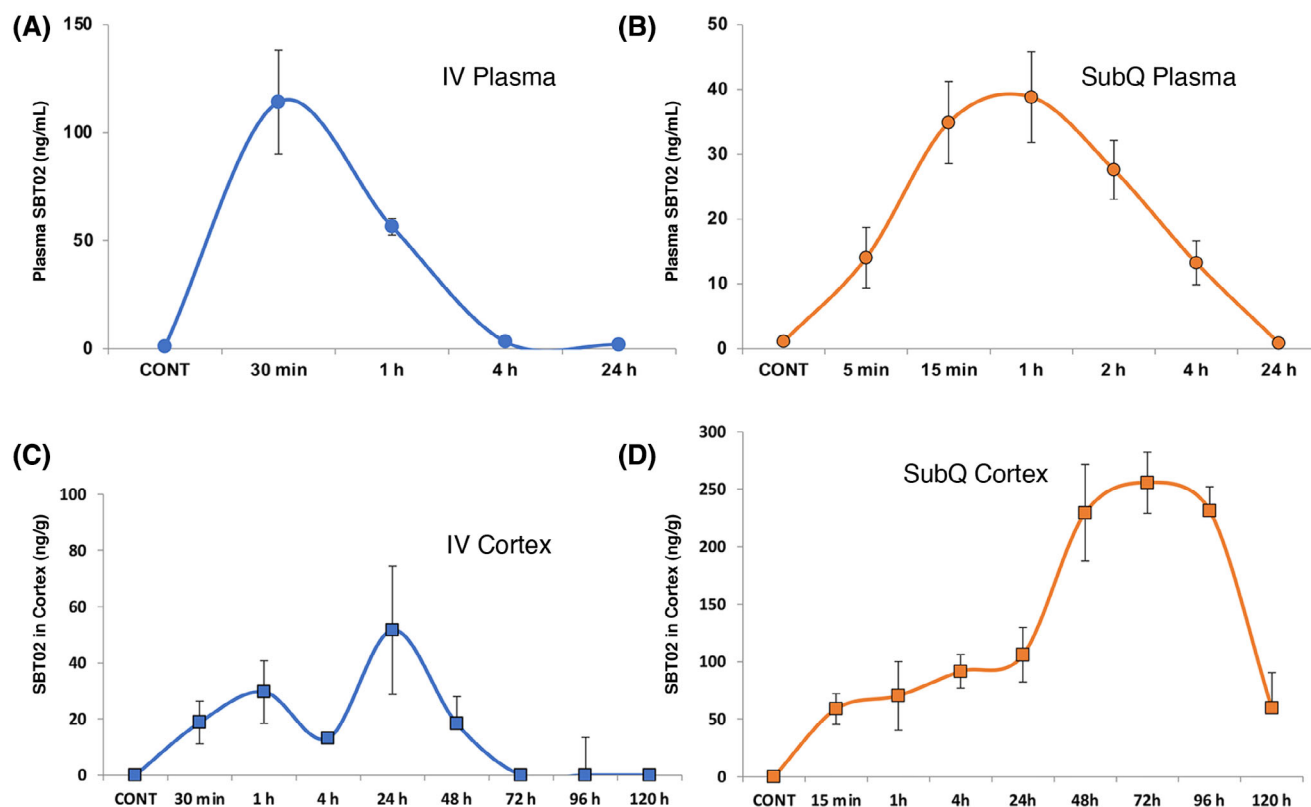 (A)
IV Plasma
Plasma SBT02 (ng/mL)
150
100
50
0
CONT 30 min 1 h 4 h 24 h
(B)
SubQ Plasma
Plasma SBT02 (ng/mL)
50
40
30
20
10
0
CONT 5 min 15 min 1 h 2 h 4 h 24 h
(C)
IV Cortex
SBT02 in Cortex (ng/g)
100
80
60
40
20
0
CONT 30 min 1 h 4 h 24 h 48 h 72 h 96 h 120 h
(D)
SubQ Cortex
SBT02 in Cortex (ng/g)
300
250
200
150
100
50
0
CONT 15 min 1h 4h 24h 48h 72h 96 h 120 h